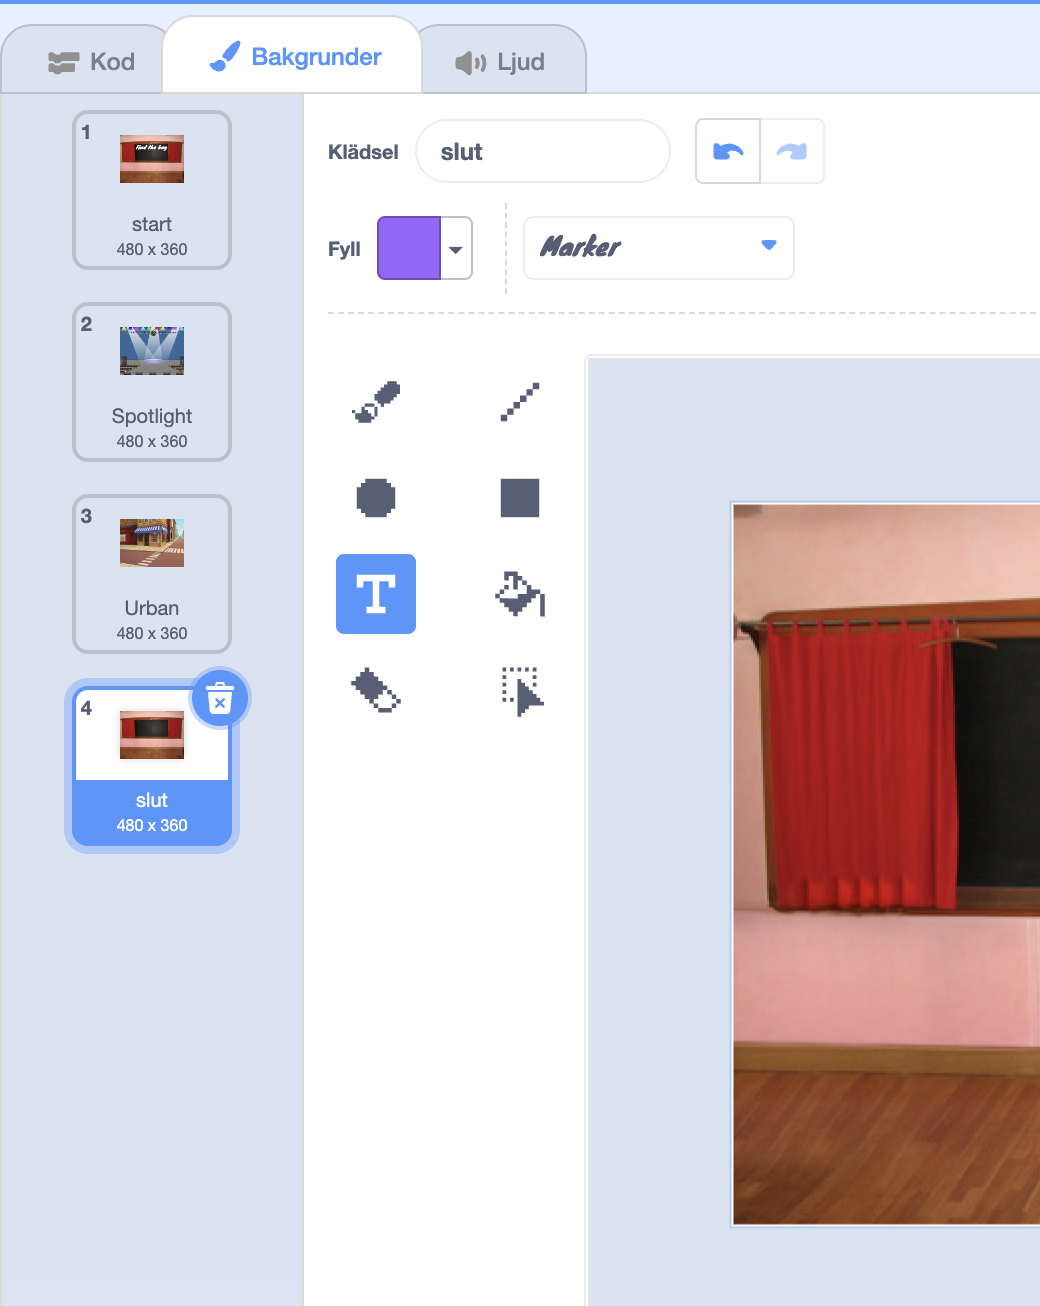 Kod
Bakgrunder
Ljud
1
Find the bug
start
480 x 360
2
Spotlight
480 x 360
3
Urban
480 x 360
4
slut
480 x 360
Klädsel
slut
Fyll
Marker
T